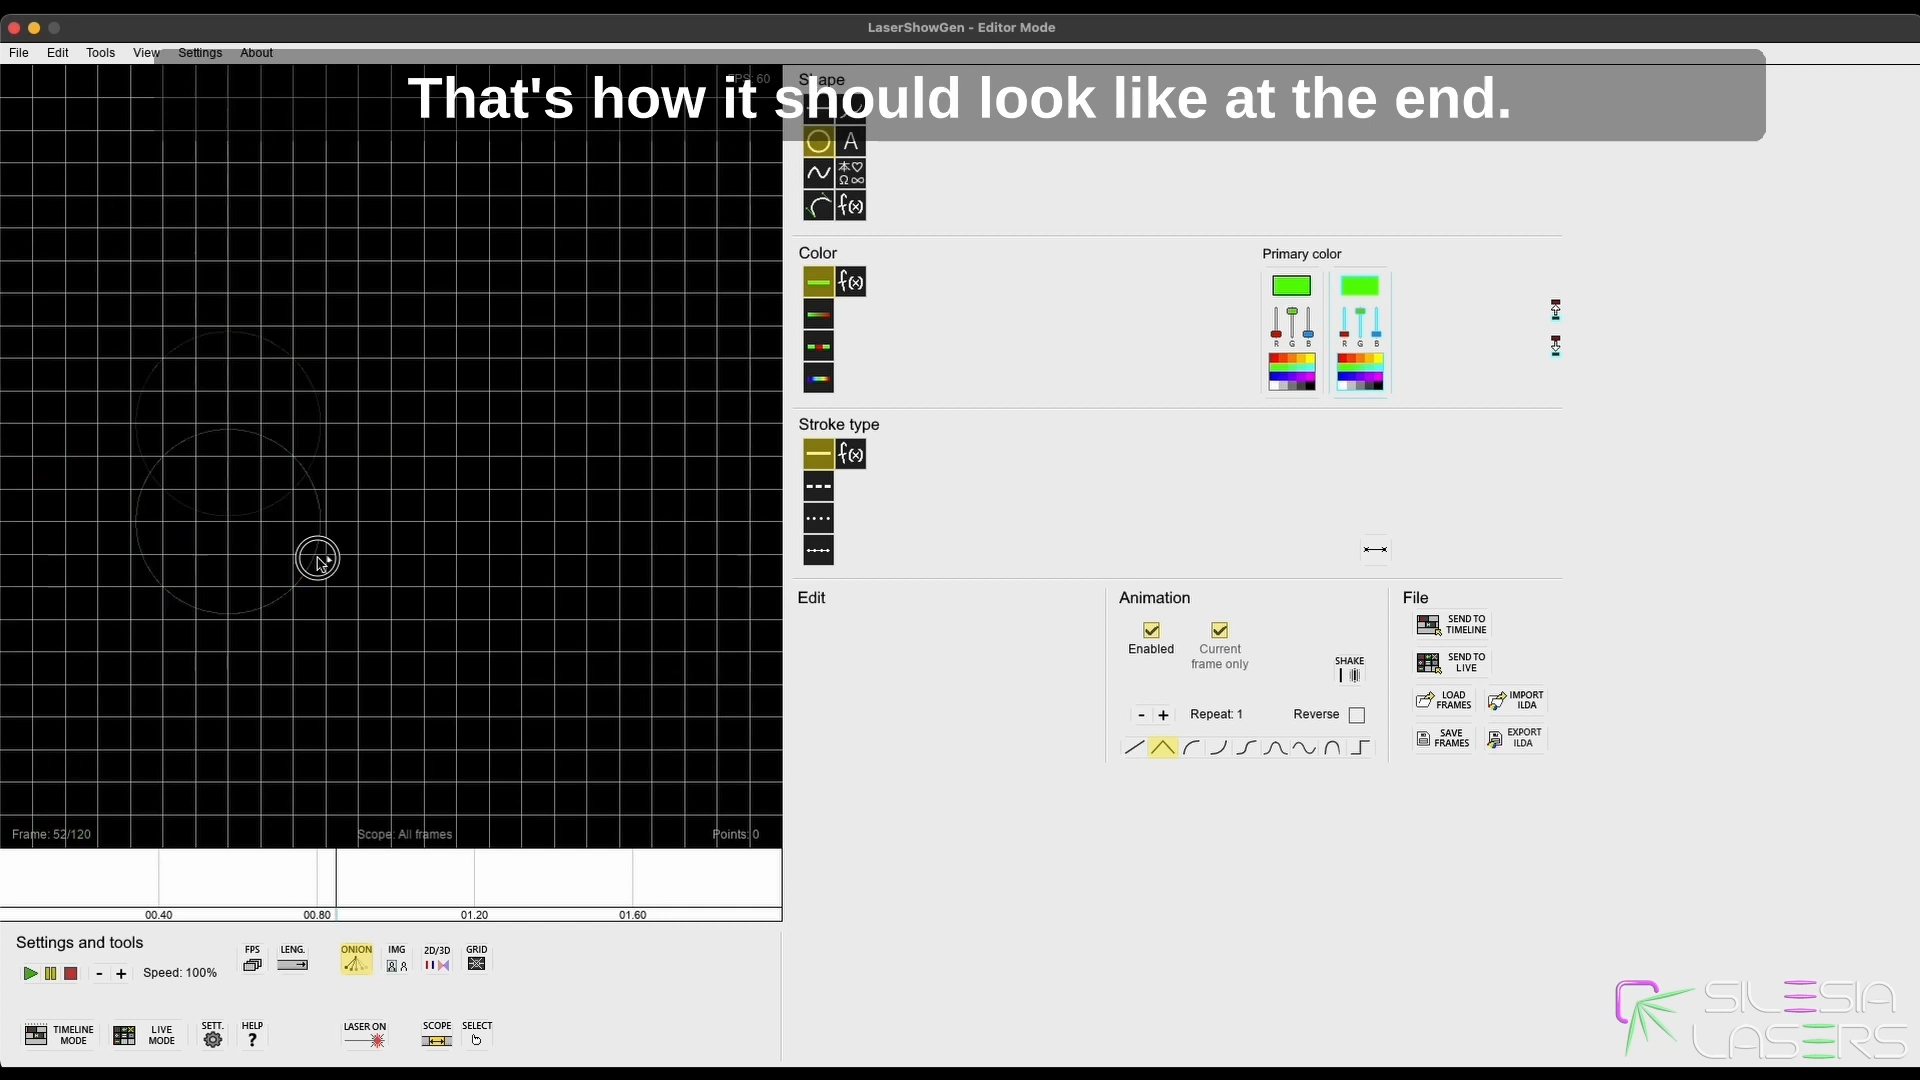 LaserShowGen - Editor Mode
File Edit Tools View Settings About
That's how it should look like at the end.
FPS: 60
Shape
A
本♡
Ω∞
f(x)
Color
f(x)
Primary color
R G B
R G B
Stroke type
f(x)
Edit
Animation
Enabled
Current
frame only
SHAKE
- + Repeat: 1 Reverse
File
SEND TO
TIMELINE
SEND TO
LIVE
LOAD
FRAMES
IMPORT
ILDA
SAVE
FRAMES
EXPORT
ILDA
Frame: 52/120 Scope: All frames Points: 0
00.40 00.80 01.20 01.60
Settings and tools
- + Speed: 100%
FPS
LENG.
ONION
IMG
2D/3D
GRID
TIMELINE
MODE
LIVE
MODE
SETT.
HELP
?
LASER ON
SCOPE
SELECT
SILESIA
LASERS